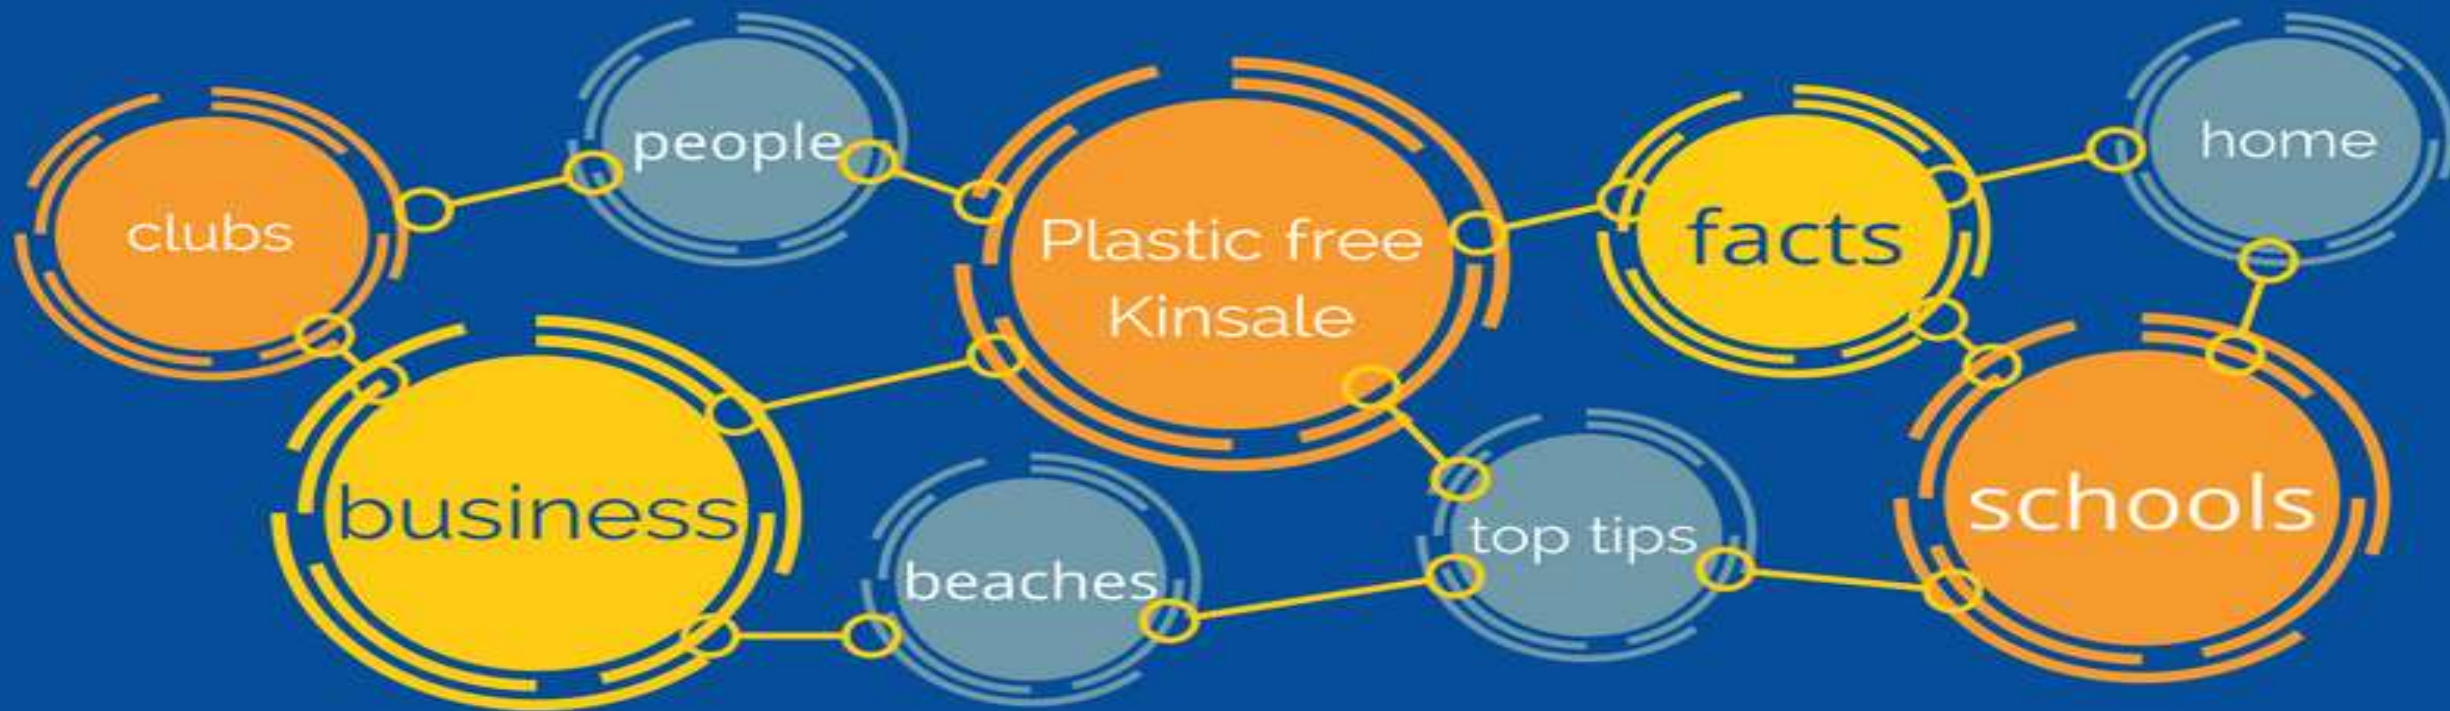 clubs
people
Plastic free
Kinsale
facts
home
business
beaches
top tips
schools